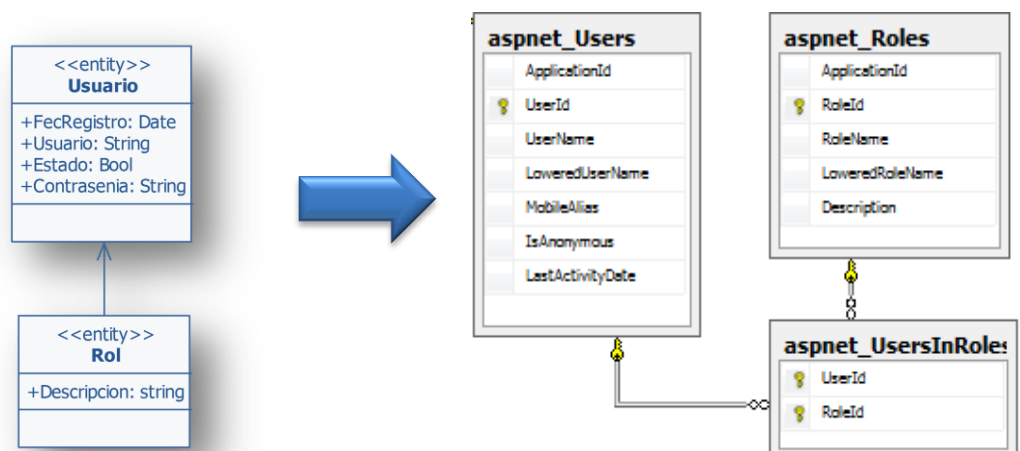 <<entity>>
Usuario
+FecRegistro: Date
+Usuario: String
+Estado: Bool
+Contrasenia: String
<<entity>>
Rol
+Descripcion: string
aspnet_Users
ApplicationId
UserId
UserName
LoweredUserName
MobileAlias
IsAnonymous
LastActivityDate
aspnet_Roles
ApplicationId
RoleId
RoleName
LoweredRoleName
Description
aspnet_UsersInRoles
UserId
RoleId